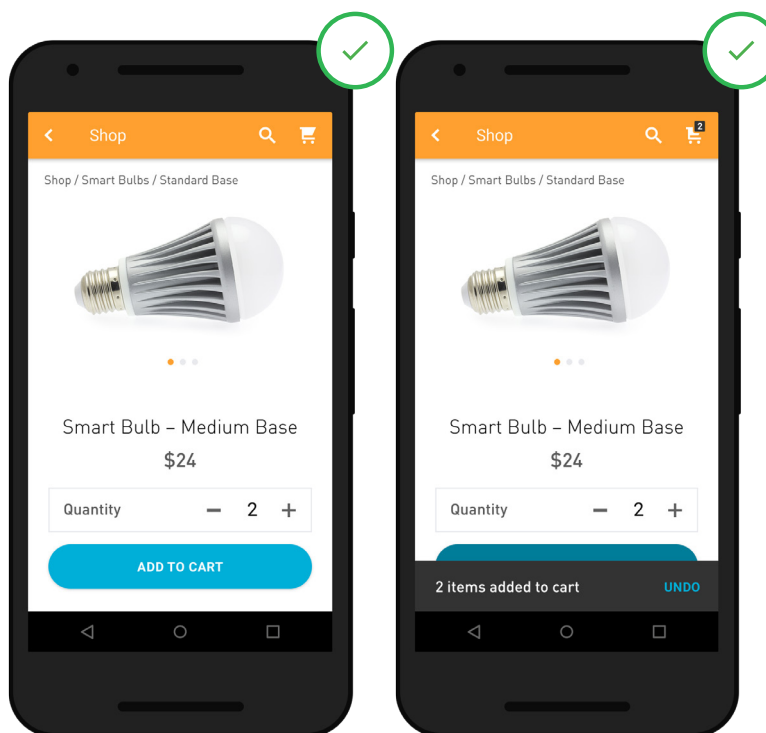 Shop
Shop / Smart Bulbs / Standard Base
Smart Bulb – Medium Base
$24
Quantity
2
ADD TO CART
Shop
2
Shop / Smart Bulbs / Standard Base
Smart Bulb – Medium Base
$24
Quantity
2
2 items added to cart
UNDO